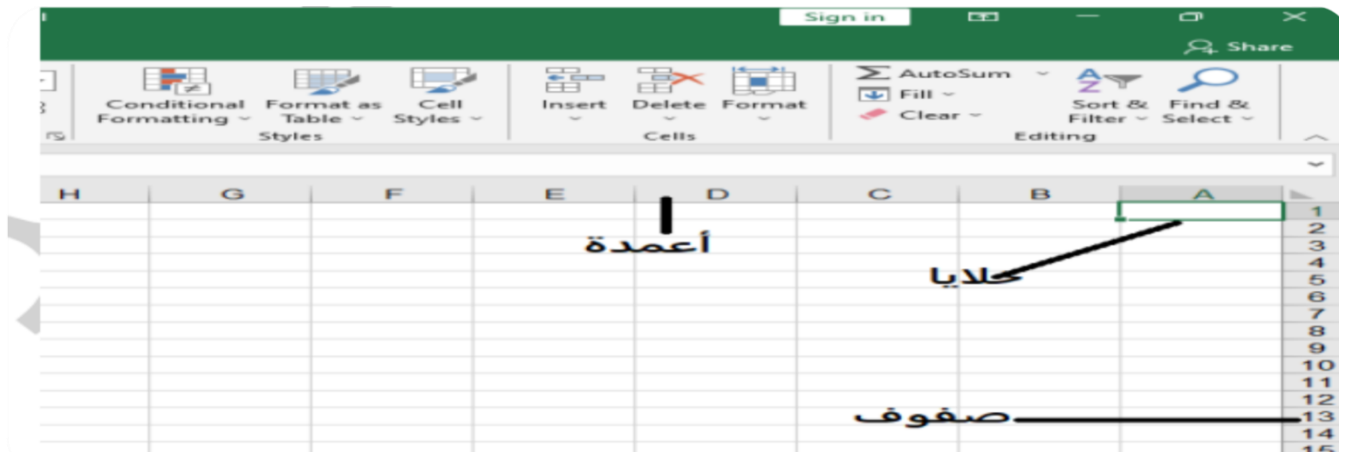 Sign in
Share
Conditional Formatting
Format as Table
Cell Styles
Styles
Insert
Delete
Format
Cells
AutoSum
Fill
Clear
Sort & Filter
Find & Select
Editing
H G F E D C B A
1
2
أعمدة
3
4
خلايا
5
6
7
8
9
10
11
12
صفوف
13
14
15